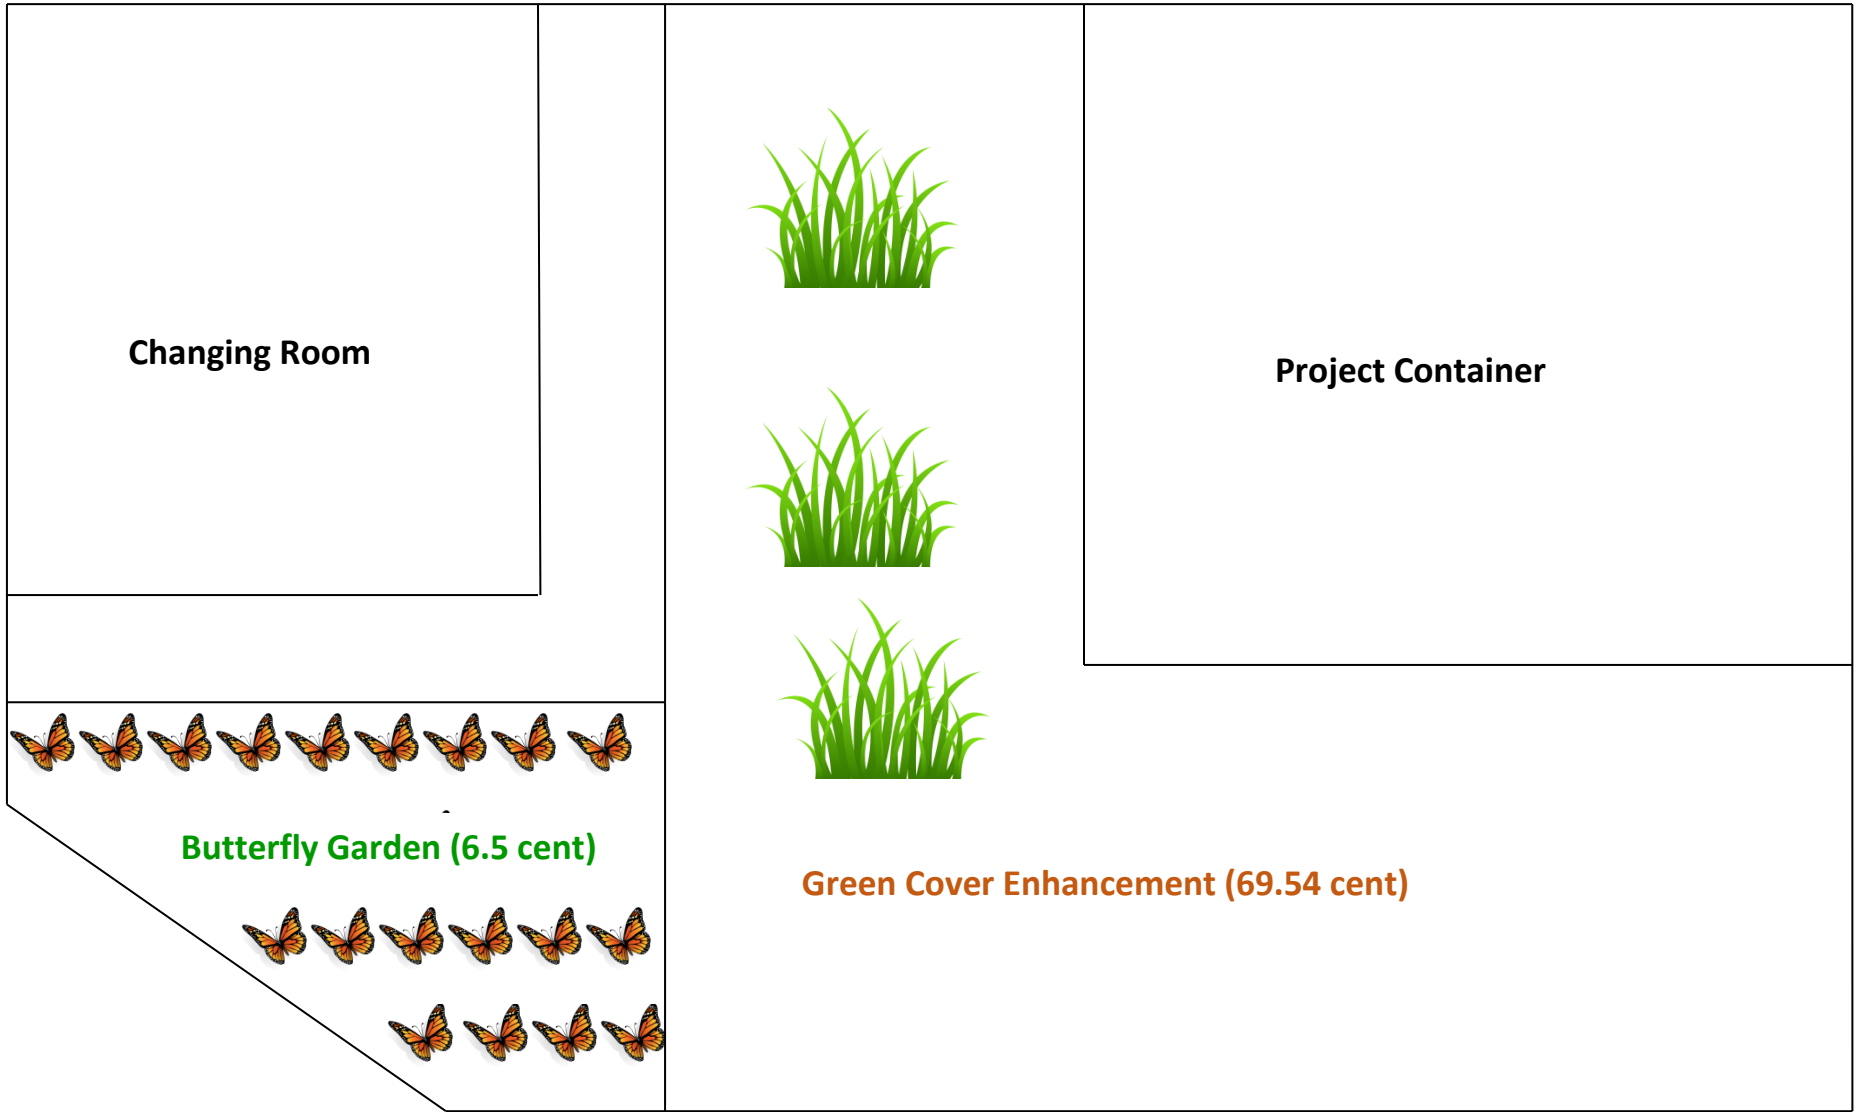 Changing Room
Project Container
Butterfly Garden (6.5 cent)
Green Cover Enhancement (69.54 cent)